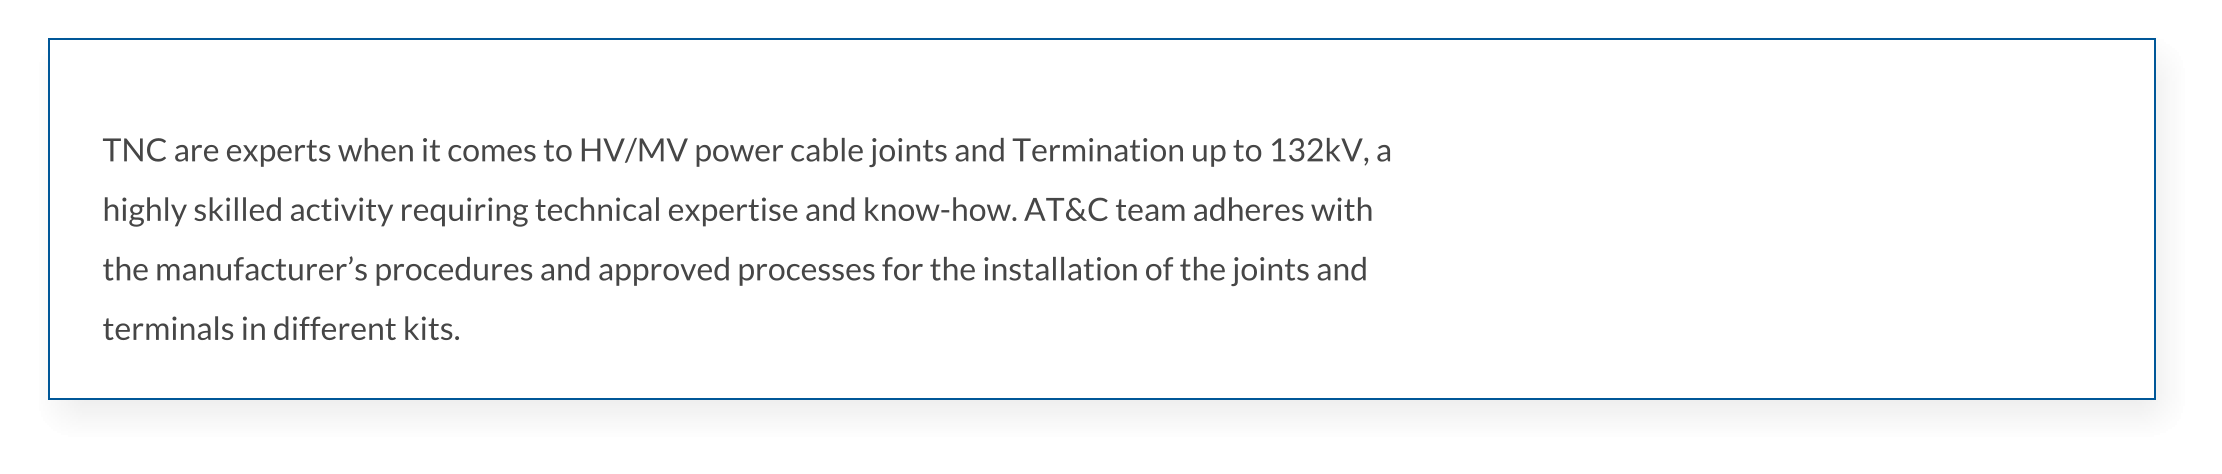 TNC are experts when it comes to HV/MV power cable joints and Termination up to 132kV, a
highly skilled activity requiring technical expertise and know-how. AT&C team adheres with
the manufacturer’s procedures and approved processes for the installation of the joints and
terminals in different kits.